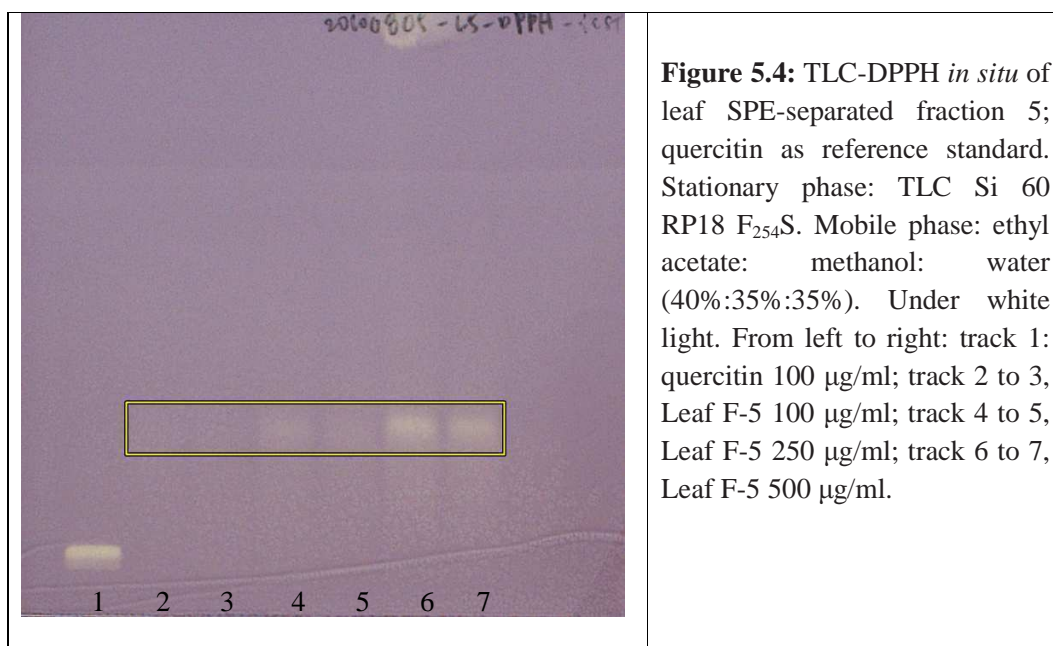 - LS - DPPH - test
1 2 3 4 5 6 7
Figure 5.4: TLC-DPPH in situ of
leaf SPE-separated fraction 5;
quercitin as reference standard.
Stationary phase: TLC Si 60
RP18 F₂₅₄S. Mobile phase: ethyl
acetate: methanol: water
(40%:35%:35%). Under white
light. From left to right: track 1:
quercitin 100 μg/ml; track 2 to 3,
Leaf F-5 100 μg/ml; track 4 to 5,
Leaf F-5 250 μg/ml; track 6 to 7,
Leaf F-5 500 μg/ml.